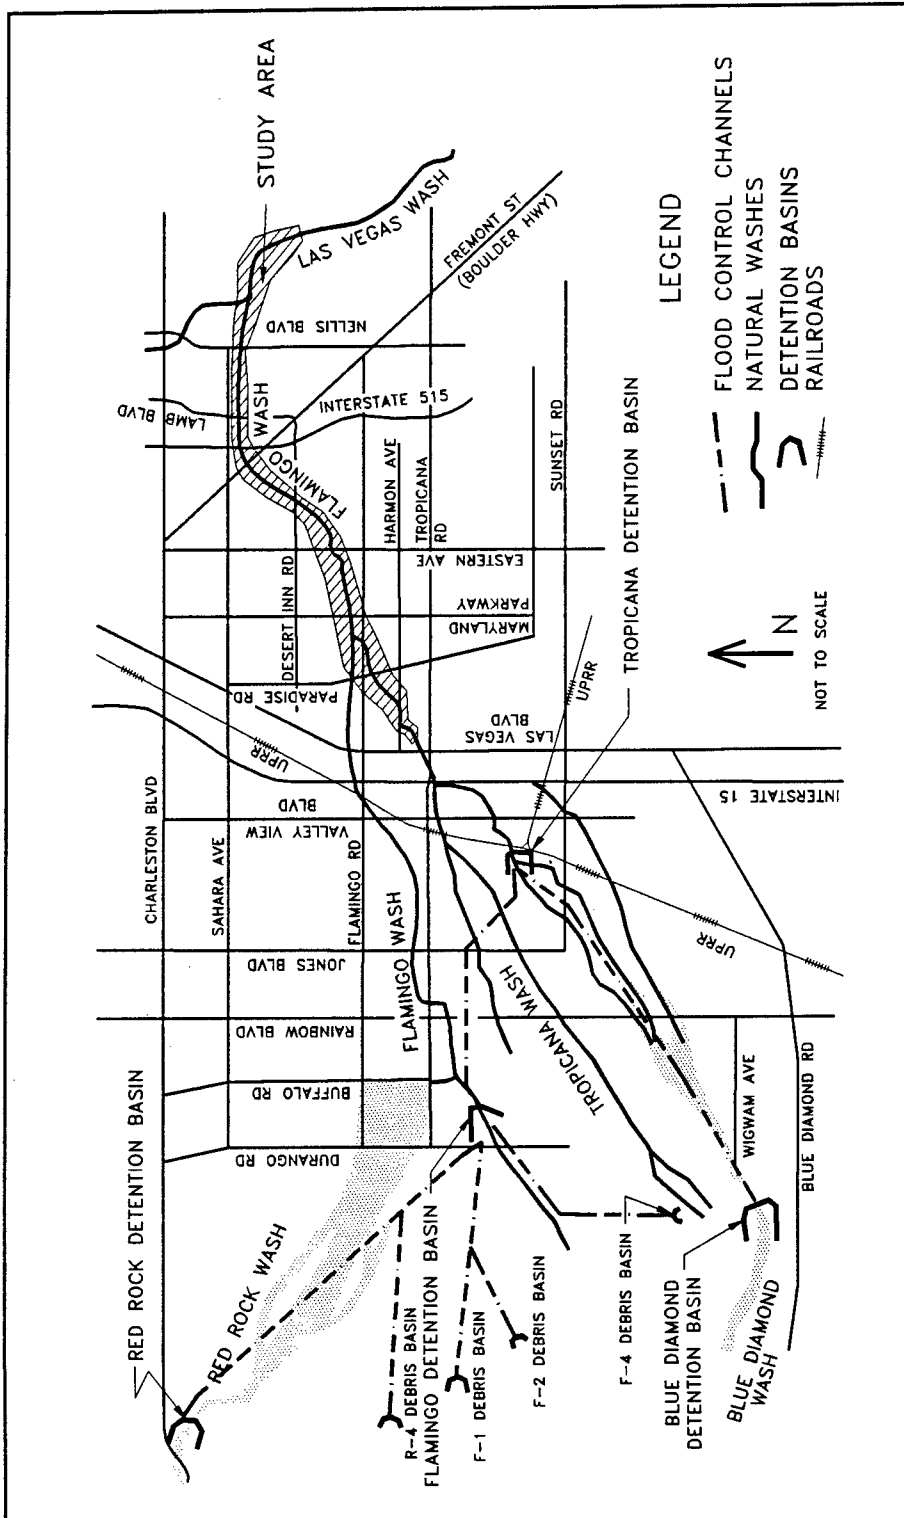 RED ROCK DETENTION BASIN
RED ROCK WASH
R-4 DEBRIS BASIN
FLAMINGO DETENTION BASIN
F-1 DEBRIS BASIN
F-2 DEBRIS BASIN
F-4 DEBRIS BASIN
BLUE DIAMOND
DETENTION BASIN
BLUE DIAMOND
WASH
CHARLESTON BLVD
SAHARA AVE
FLAMINGO RD
DURANGO RD
BUFFALO RD
RAINBOW BLVD
JONES BLVD
VALLEY VIEW
BLVD
FLAMINGO WASH
TROPICANA WASH
WIGWAM AVE
BLUE DIAMOND RD
UPRR
UPRR
UPRR
INTERSTATE 15
LAS VEGAS
BLVD
PARADISE RD
DESERT INN RD
MARYLAND
PARKWAY
EASTERN AVE
HARMON AVE
TROPICANA
RD
SUNSET RD
TROPICANA DETENTION BASIN
FLAMINGO
WASH
LAMB BLVD
INTERSTATE 515
NELLIS BLVD
FREMONT ST
(BOULDER HWY)
LAS VEGAS WASH
STUDY AREA
N
NOT TO SCALE
LEGEND
FLOOD CONTROL CHANNELS
NATURAL WASHES
DETENTION BASINS
RAILROADS